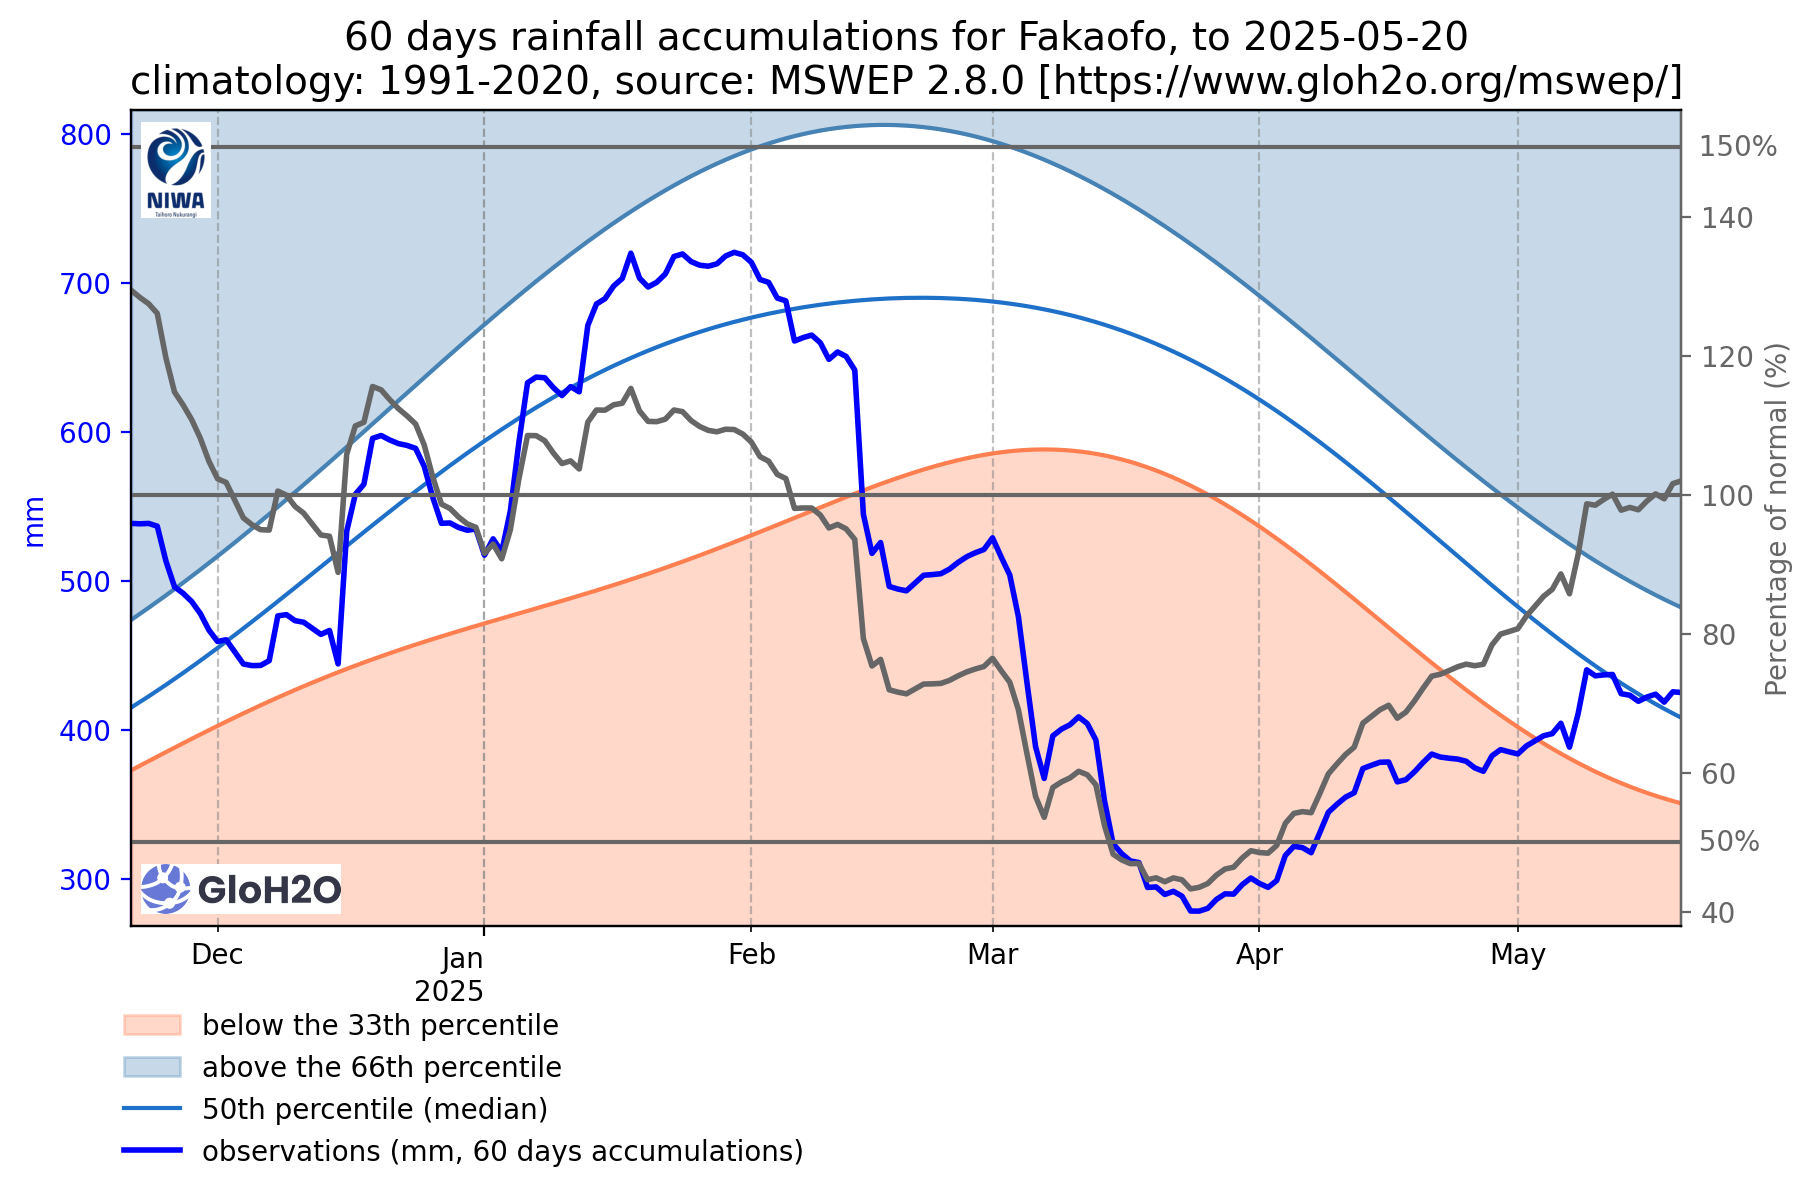 60 days rainfall accumulations for Fakaofo, to 2025-05-20
climatology: 1991-2020, source: MSWEP 2.8.0 [https://www.gloh2o.org/mswep/]
800
700
600
500
400
300
mm
NIWA
Taihoro Nukurangi
GloH2O
150%
140
120
100
80
60
50%
40
Percentage of normal (%)
Dec
Jan
2025
Feb
Mar
Apr
May
below the 33th percentile
above the 66th percentile
50th percentile (median)
observations (mm, 60 days accumulations)